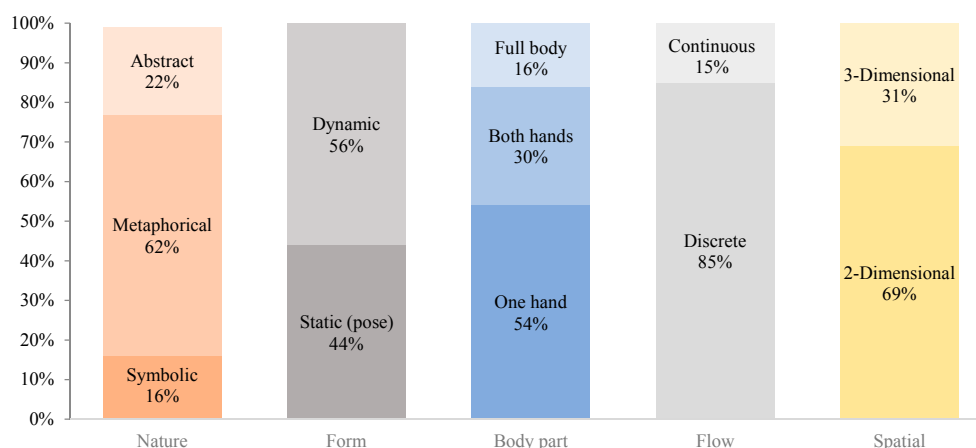 100%
90%
80%
70%
60%
50%
40%
30%
20%
10%
0%
Abstract
22%
Metaphorical
62%
Symbolic
16%
Dynamic
56%
Static (pose)
44%
Full body
16%
Both hands
30%
One hand
54%
Continuous
15%
Discrete
85%
3-Dimensional
31%
2-Dimensional
69%
Nature
Form
Body part
Flow
Spatial